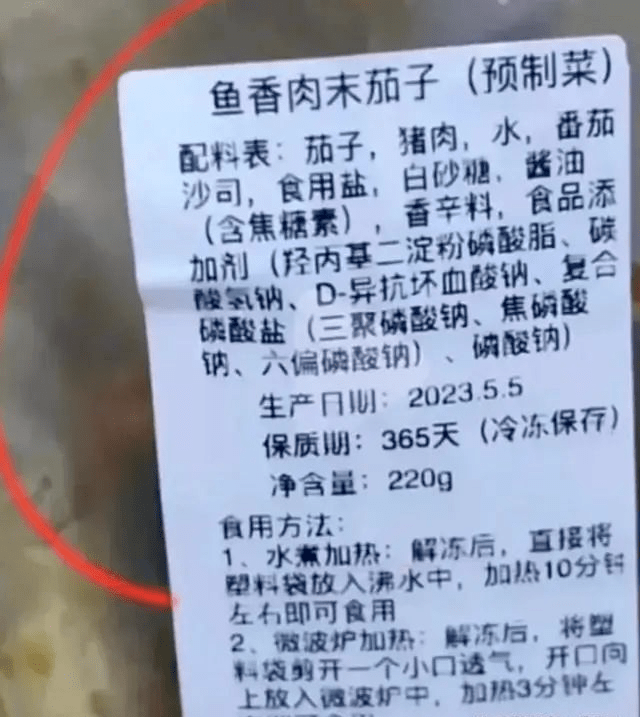 鱼香肉末茄子（预制菜）
配料表：茄子，猪肉，水，番茄
沙司，食用盐，白砂糖，酱油
（含焦糖素），香辛料，食品添
加剂（羟丙基二淀粉磷酸脂、碳
酸氢钠、D-异抗坏血酸钠、复合
磷酸盐（三聚磷酸钠、焦磷酸
钠、六偏磷酸钠）、磷酸钠）
生产日期：2023.5.5
保质期：365天（冷冻保存）
净含量：220g
食用方法：
1、水煮加热：解冻后，直接将
塑料袋放入沸水中，加热10分钟
左右即可食用
2、微波炉加热：解冻后，将塑
料袋剪开一个小口透气，开口向
上放入微波炉中，加热3分钟左